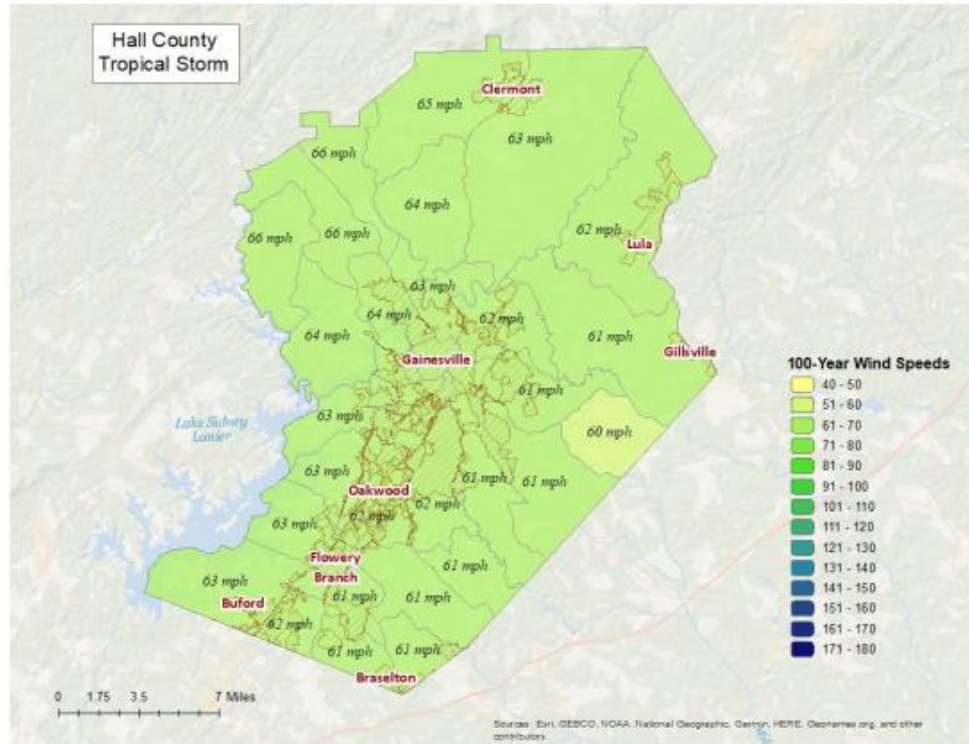 Hall County
Tropical Storm
Clermont
65 mph
63 mph
66 mph
64 mph
66 mph
66 mph
62 mph
Lula
63 mph
64 mph
62 mph
64 mph
61 mph
Gainesville
Gillsville
61 mph
63 mph
60 mph
Lake Sidney
Lanier
63 mph
61 mph
61 mph
Oakwood
62 mph
62 mph
63 mph
Flowery
Branch
61 mph
63 mph
61 mph
61 mph
Buford
62 mph
61 mph
61 mph
Braselton
100-Year Wind Speeds
40 - 50
51 - 60
61 - 70
71 - 80
81 - 90
91 - 100
101 - 110
111 - 120
121 - 130
131 - 140
141 - 150
151 - 160
161 - 170
171 - 180
0 1.75 3.5 7 Miles
Sources: Esri, GEBCO, NOAA, National Geographic, Garmin, HERE, Geonames.org, and other
contributors